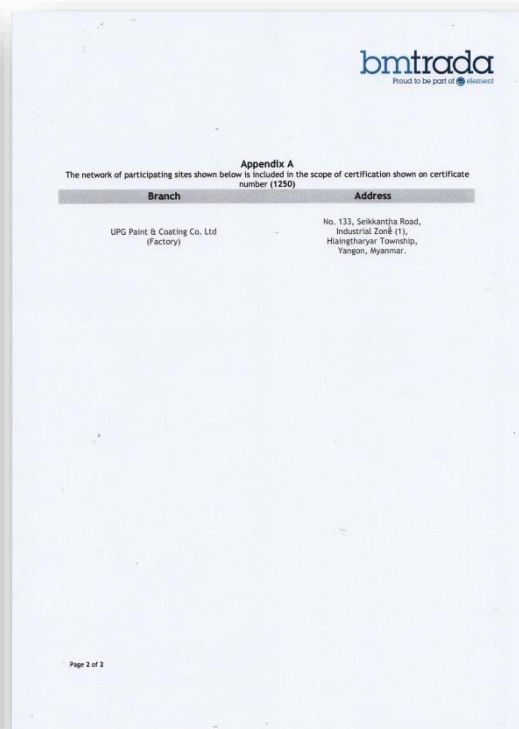 bmtrada
Proud to be part of element
Appendix A
The network of participating sites shown below is included in the scope of certification shown on certificate
number (1250)
Branch Address
UPG Paint & Coating Co. Ltd
(Factory)
No. 133, Seikkantha Road,
Industrial Zone (1),
Hlaingtharyar Township,
Yangon, Myanmar.
Page 2 of 2